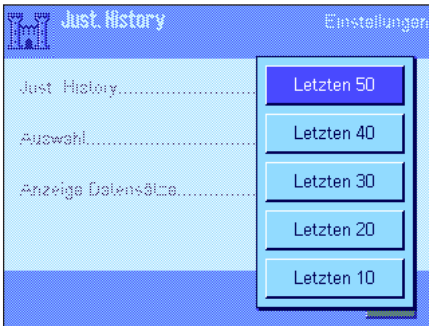 Just. History
Einstellungen
Just. History
Letzten 50
Auswahl
Letzten 40
Anzeige Datensätze
Letzten 30
Letzten 20
Letzten 10